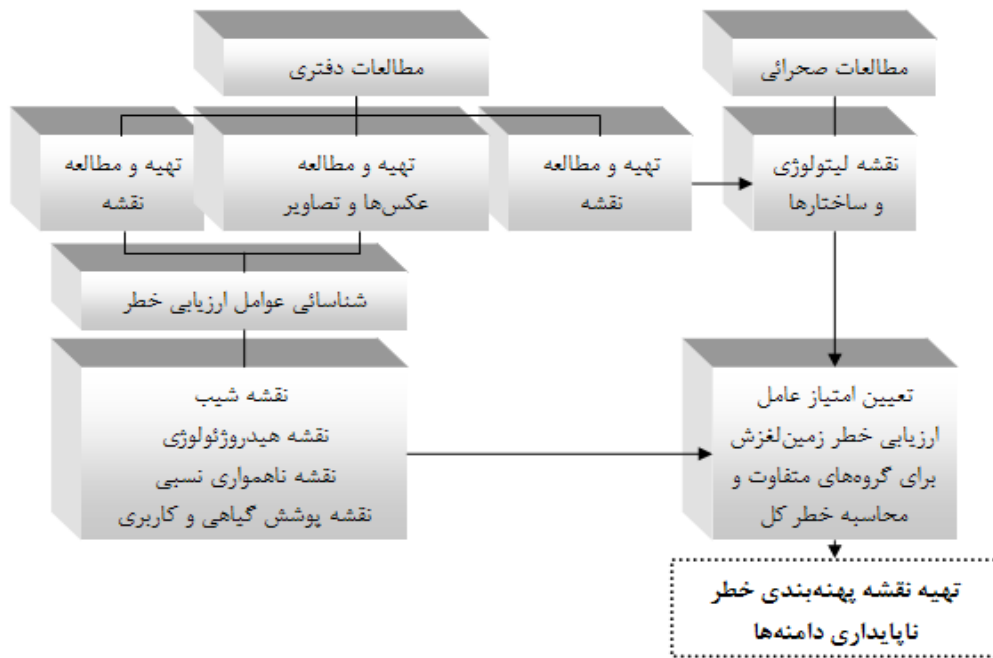 مطالعات صحرائی
مطالعات دفتری
نقشه لیتولوژی
و ساختارها
تهیه و مطالعه
نقشه
تهیه و مطالعه
عکس‌ها و تصاویر
تهیه و مطالعه
نقشه
شناسائی عوامل ارزیابی خطر
نقشه شیب
نقشه هیدروژئولوژی
نقشه ناهمواری نسبی
نقشه پوشش گیاهی و کاربری
تعیین امتیاز عامل
ارزیابی خطر زمین‌لغزش
برای گروه‌های متفاوت و
محاسبه خطر کل
تهیه نقشه پهنه‌بندی خطر
ناپایداری دامنه‌ها